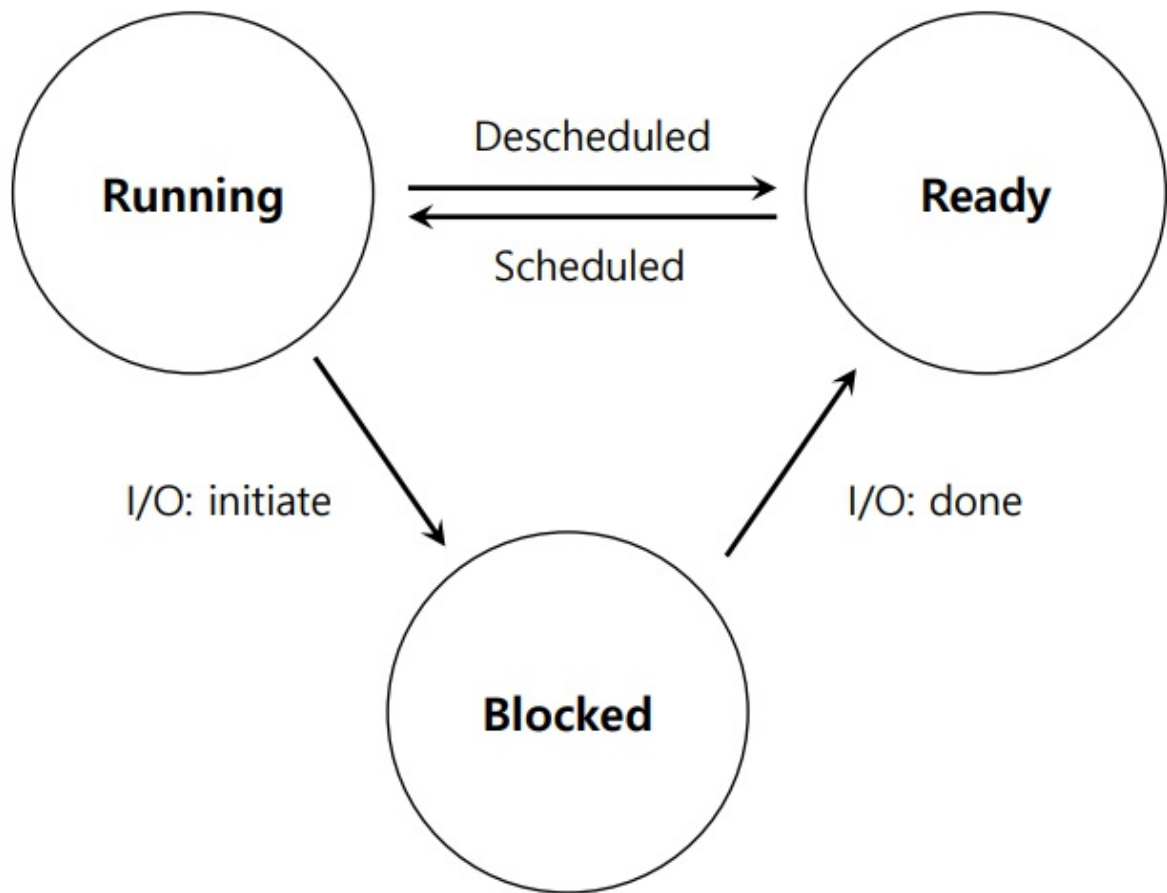 Descheduled
Running
Ready
Scheduled
I/O: initiate
I/O: done
Blocked